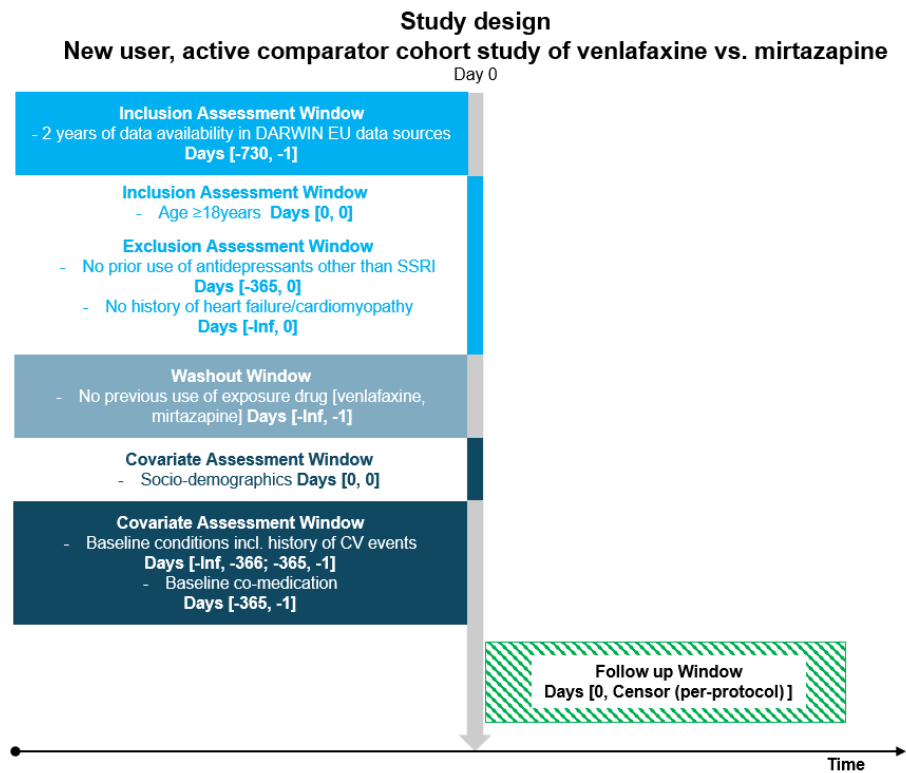 Study design
New user, active comparator cohort study of venlafaxine vs. mirtazapine
Day 0
Inclusion Assessment Window
- 2 years of data availability in DARWIN EU data sources
Days [-730, -1]
Inclusion Assessment Window
- Age ≥18years Days [0, 0]
Exclusion Assessment Window
- No prior use of antidepressants other than SSRI
Days [-365, 0]
- No history of heart failure/cardiomyopathy
Days [-Inf, 0]
Washout Window
- No previous use of exposure drug [venlafaxine,
mirtazapine] Days [-Inf, -1]
Covariate Assessment Window
- Socio-demographics Days [0, 0]
Covariate Assessment Window
- Baseline conditions incl. history of CV events
Days [-Inf, -366; -365, -1]
- Baseline co-medication
Days [-365, -1]
Follow up Window
Days [0, Censor (per-protocol) ]
Time